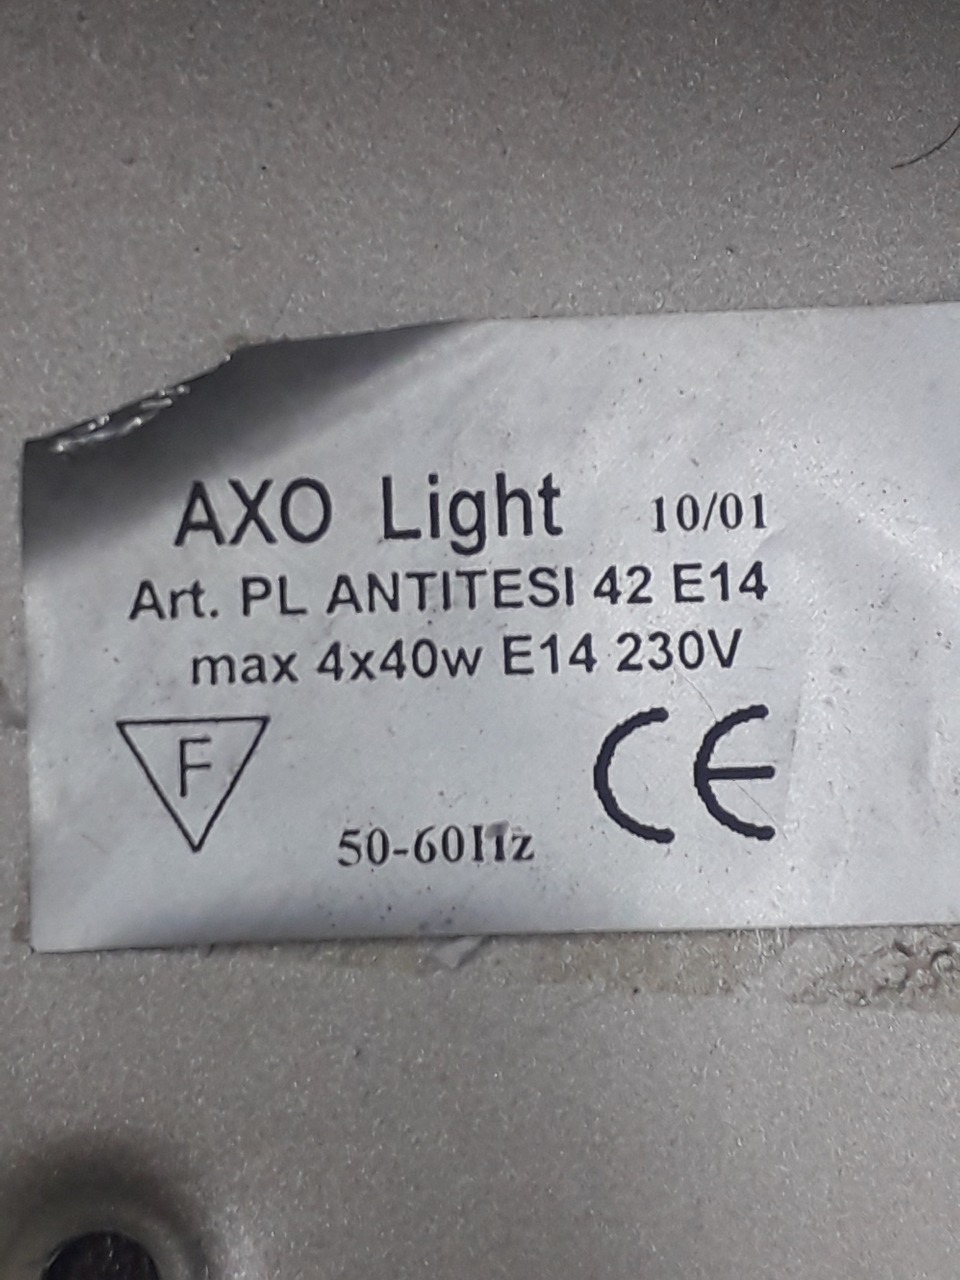 AXO Light 10/01
Art. PL ANTITESI 42 E14
max 4x40w E14 230V
F
CE
50-60Hz